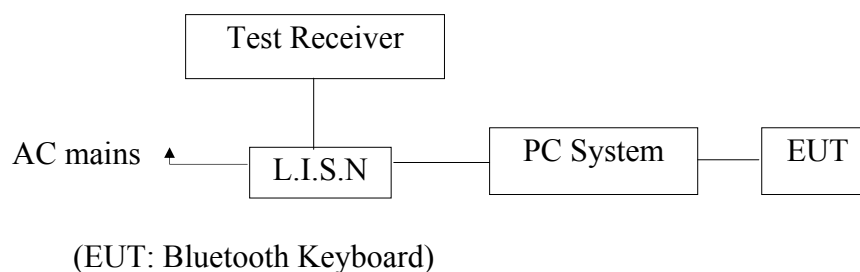 Test Receiver
AC mains
L.I.S.N
PC System
EUT
(EUT: Bluetooth Keyboard)